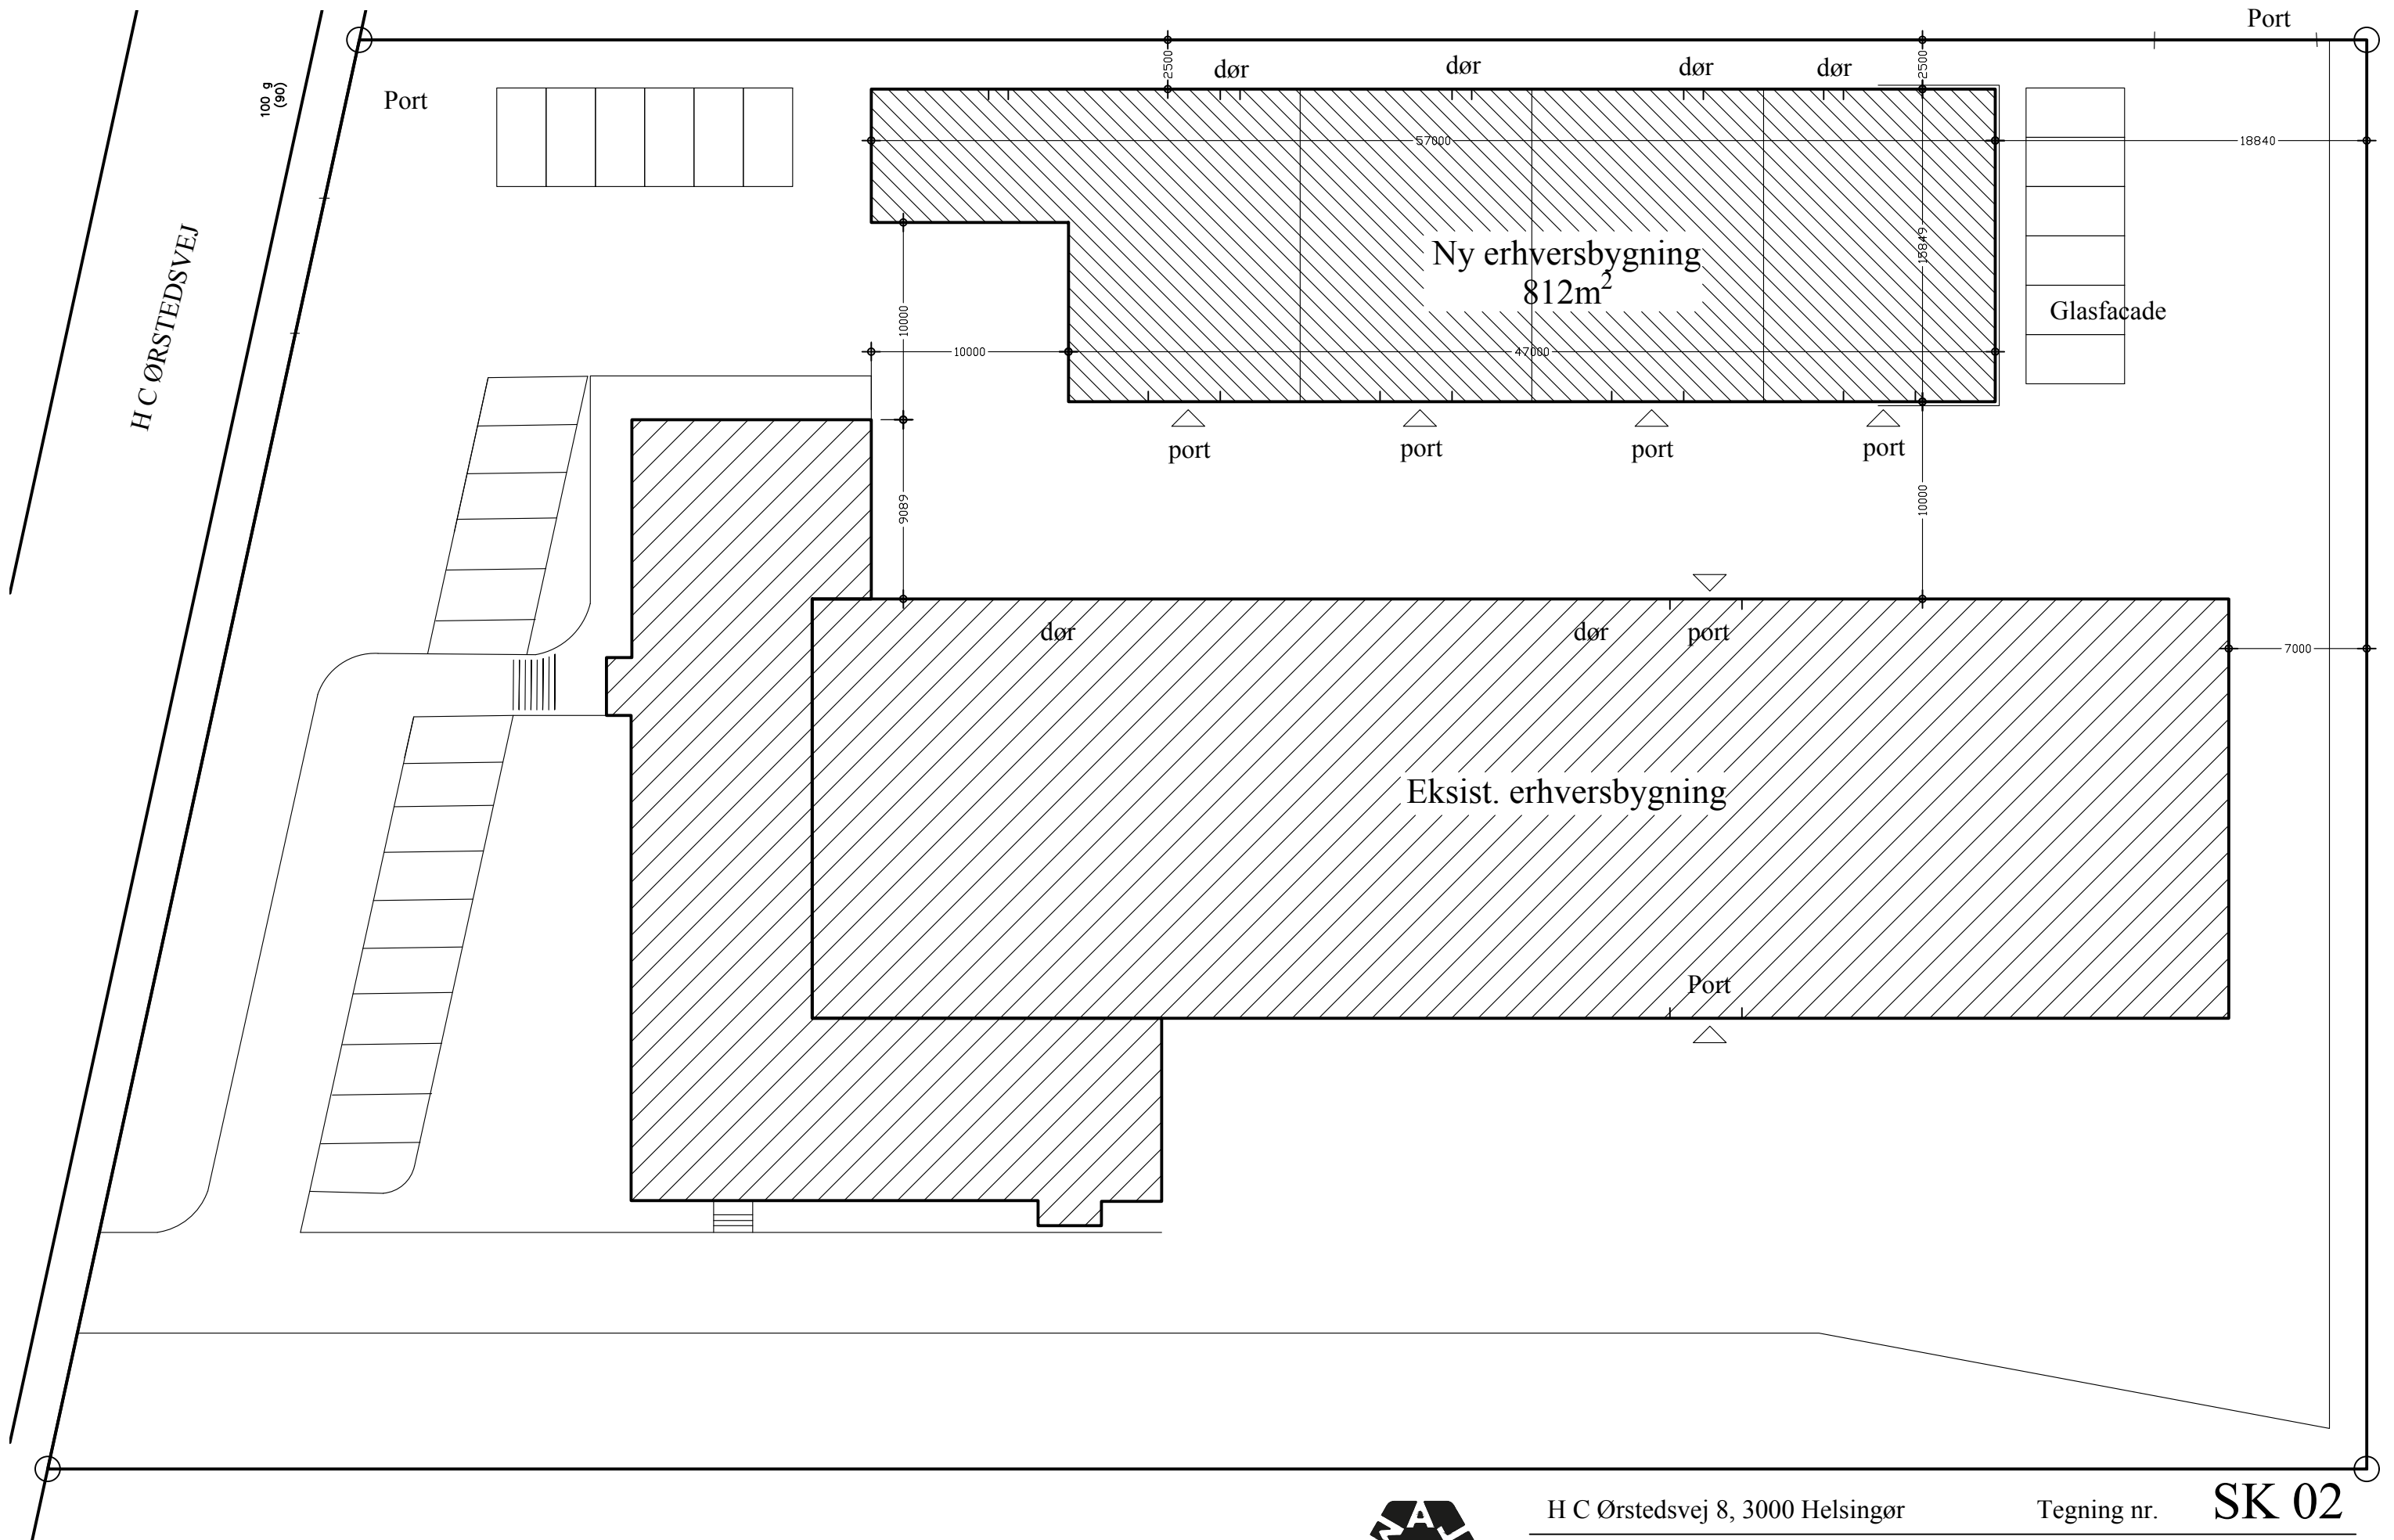 Port
2500
dør
dør
dør
dør
2500
100 g
(90)
Port
57000
18840
H C ØRSTEDSVEJ
Ny erhversbygning
812m²
15849
Glasfacade
10000
10000
47000
port
port
port
port
9089
10000
dør
dør
port
7000
Eksist. erhversbygning
Port
H C Ørstedsvej 8, 3000 Helsingør
Tegning nr.
SK 02